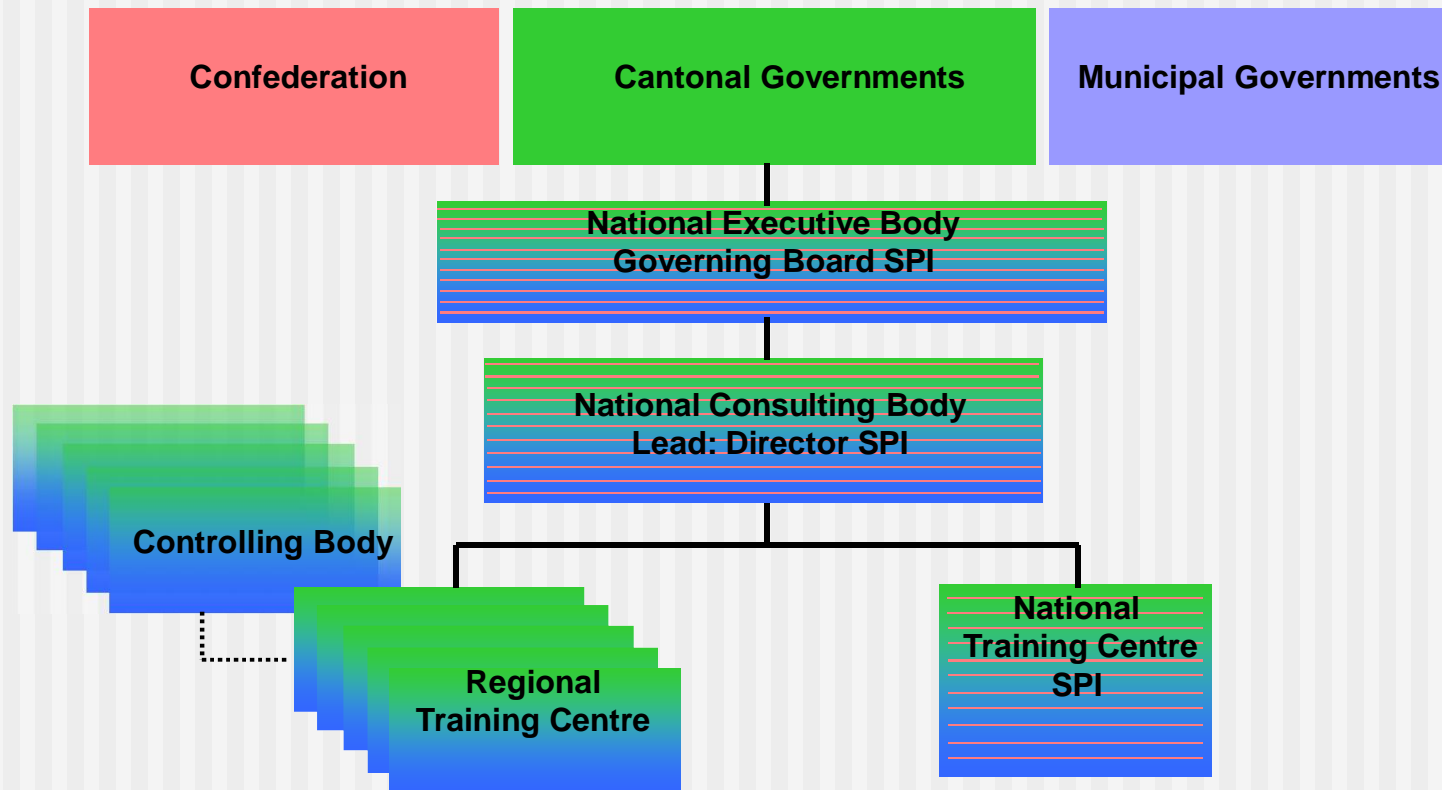 Confederation
Cantonal Governments
Municipal Governments
National Executive Body
Governing Board SPI
National Consulting Body
Lead: Director SPI
Controlling Body
Regional
Training Centre
National
Training Centre
SPI